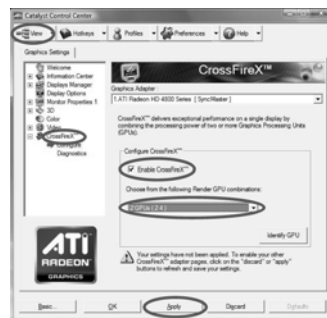 Catalyst Control Center
View Hotkeys Profiles Preferences Help
Graphics Settings
Welcome
Information Center
Displays Manager
Display Options
Monitor Properties 1
3D
Color
Video
CrossFireX™
Configure
Diagnostics
CrossFireX™
Graphics Adapter:
1.ATI Radeon HD 4800 Series [ SyncMaster ]
CrossFireX™ delivers exceptional performance on a single display by
combining the processing power of two or more Graphics Processing Units
(GPUs).
Configure CrossFireX™
Enable CrossFireX™
Choose from the following Render GPU combinations:
2 GPUs ( 2 4 )
Identify GPU
Your settings have not been applied. To enable your other
CrossFireX™ adapter pages, click on the "discard" or "apply"
buttons to refresh and save your settings.
ATI
RADEON
GRAPHICS
Basic... OK Apply Discard Defaults